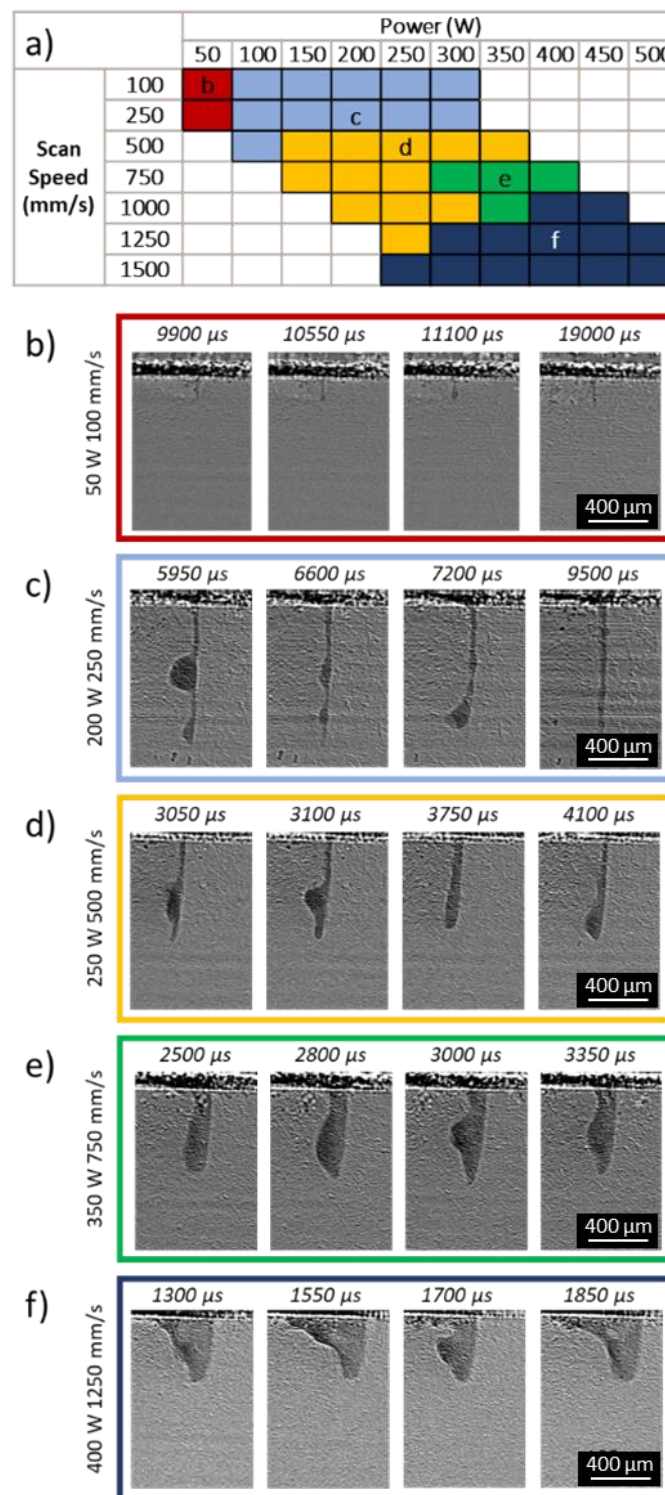 a)
Power (W)
50 100 150 200 250 300 350 400 450 500
Scan Speed (mm/s)
100 b
250 c
500 d
750 e
1000
1250 f
1500
b)
50 W 100 mm/s
9900 µs 10550 µs 11100 µs 19000 µs
400 µm
c)
200 W 250 mm/s
5950 µs 6600 µs 7200 µs 9500 µs
400 µm
d)
250 W 500 mm/s
3050 µs 3100 µs 3750 µs 4100 µs
400 µm
e)
350 W 750 mm/s
2500 µs 2800 µs 3000 µs 3350 µs
400 µm
f)
400 W 1250 mm/s
1300 µs 1550 µs 1700 µs 1850 µs
400 µm